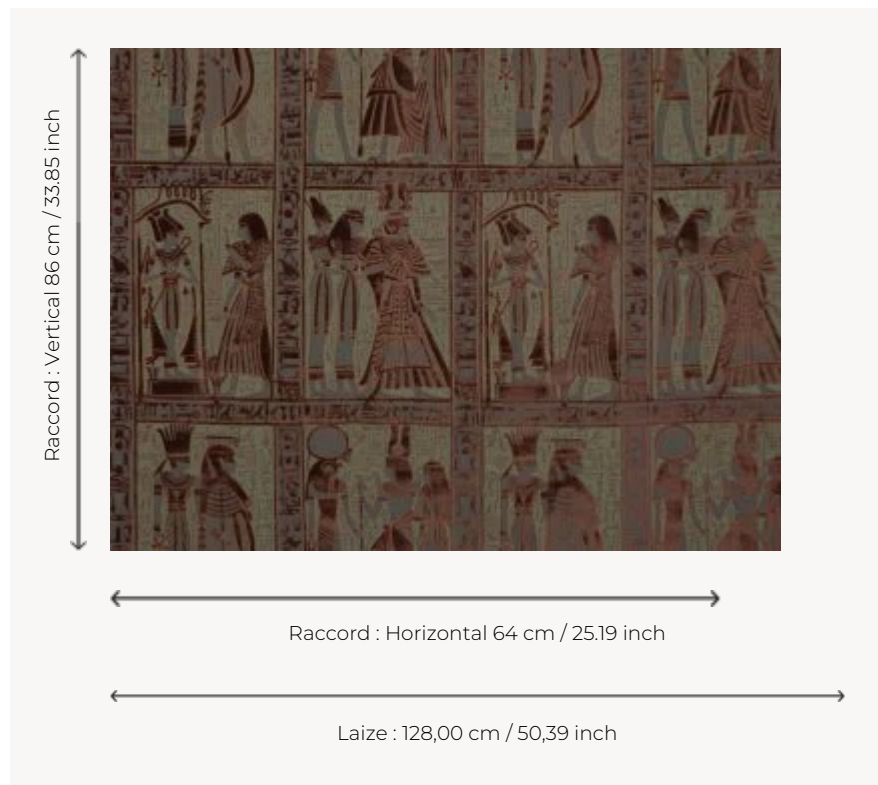 Raccord : Vertical 86 cm / 33.85 inch
Raccord : Horizontal 64 cm / 25.19 inch
Laize : 128,00 cm / 50,39 inch